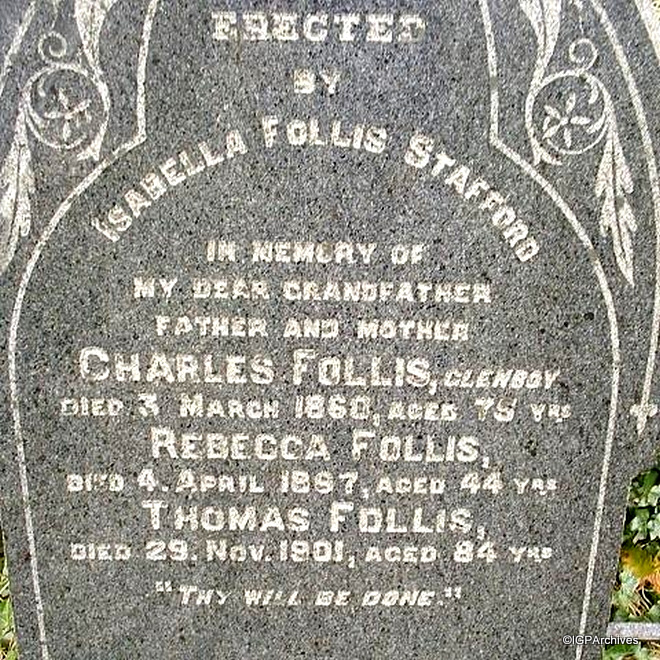 ERECTED
BY
ISABELLA FOLLIS STAFFORD
IN MEMORY OF
MY DEAR GRANDFATHER
FATHER AND MOTHER
CHARLES FOLLIS, GLENBOY
DIED 3 MARCH 1860, AGED 75 YRS
REBECCA FOLLIS,
DIED 4. APRIL 1897, AGED 44 YRS
THOMAS FOLLIS,
DIED 29. NOV. 1901, AGED 84 YRS
"THY WILL BE DONE."
©IGPArchives